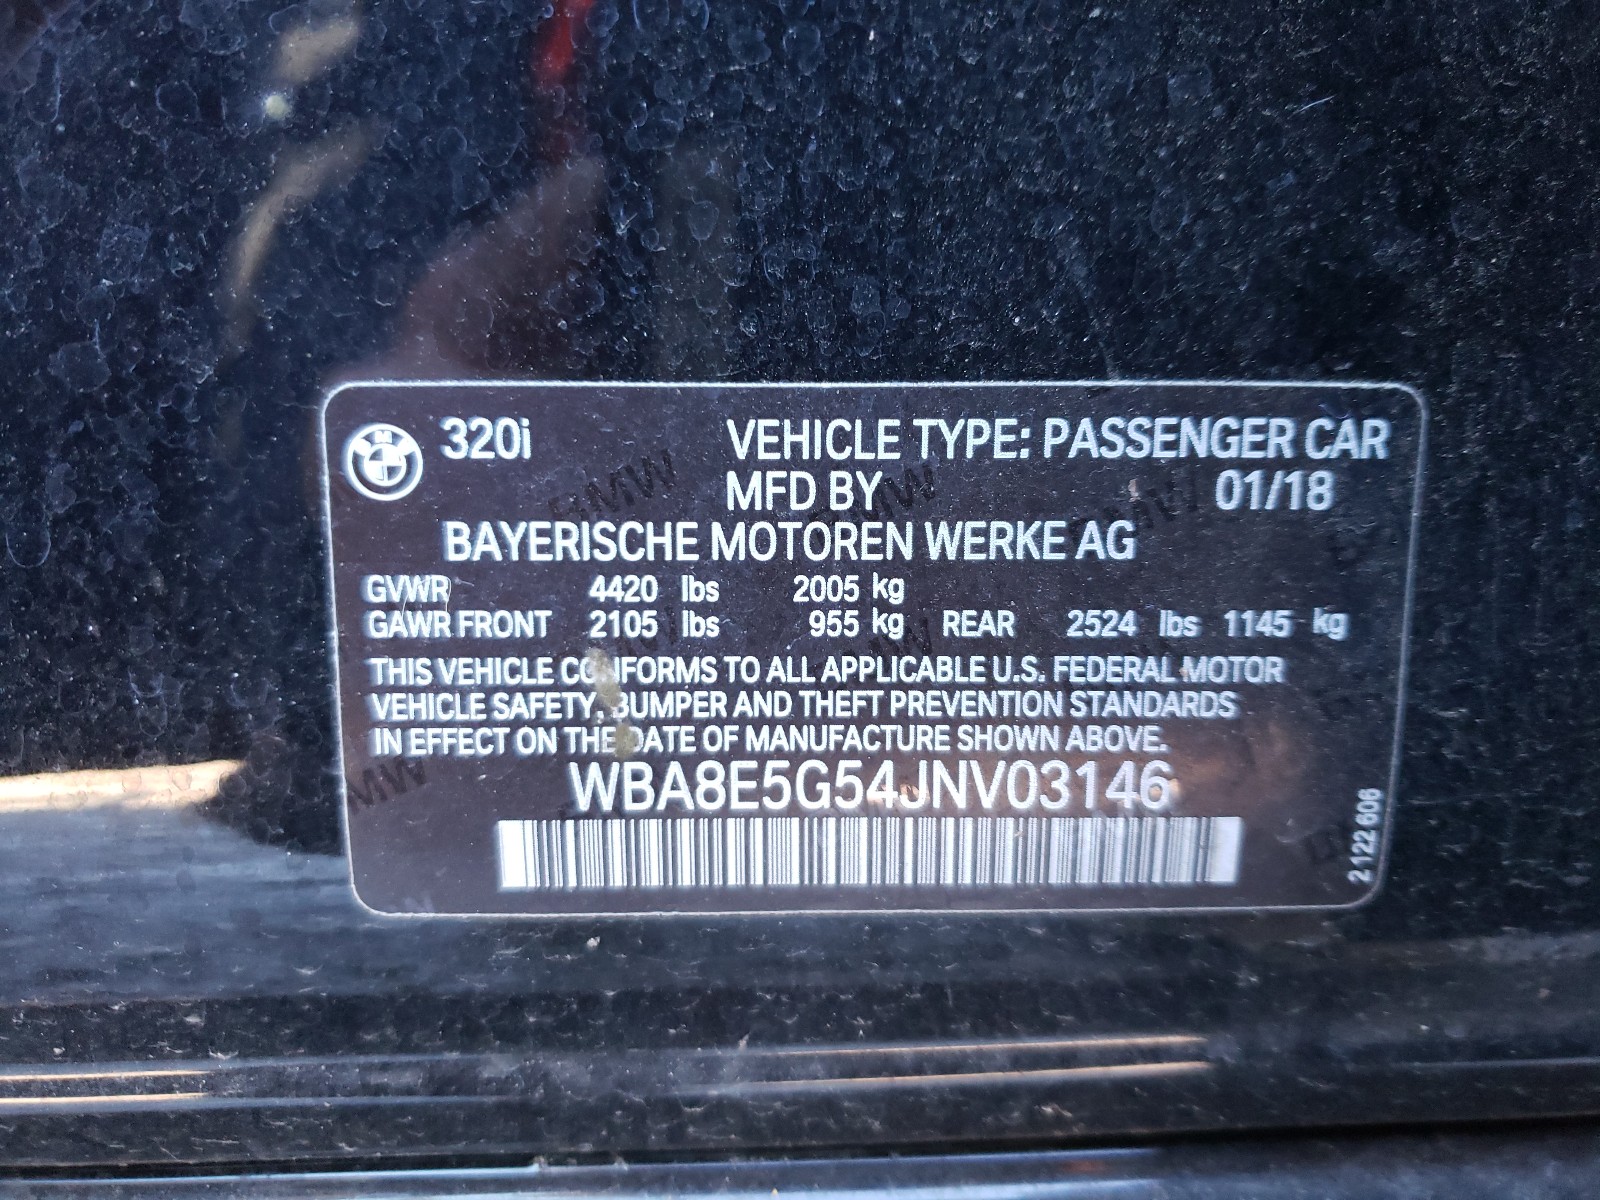 320i VEHICLE TYPE: PASSENGER CAR
MFD BY 01/18
BAYERISCHE MOTOREN WERKE AG
GVWR 4420 lbs 2005 kg
GAWR FRONT 2105 lbs 955 kg REAR 2524 lbs 1145 kg
THIS VEHICLE CONFORMS TO ALL APPLICABLE U.S. FEDERAL MOTOR
VEHICLE SAFETY, BUMPER AND THEFT PREVENTION STANDARDS
IN EFFECT ON THE DATE OF MANUFACTURE SHOWN ABOVE.
WBA8E5G54JNV03146
2 122 606